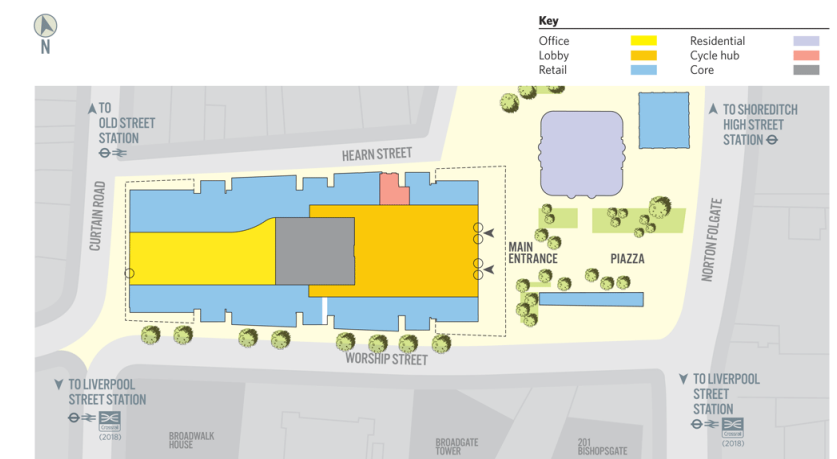 Key
Office
Lobby
Retail
Residential
Cycle hub
Core
N
TO
OLD STREET
STATION
HEARN STREET
TO SHOREDITCH
HIGH STREET
STATION
CURTAIN ROAD
NORTON FOLGATE
MAIN
ENTRANCE
PIAZZA
WORSHIP STREET
TO LIVERPOOL
STREET STATION
(2018)
TO LIVERPOOL
STREET
STATION
(2018)
BROADWALK
HOUSE
BROADGATE
TOWER
201
BISHOPSGATE